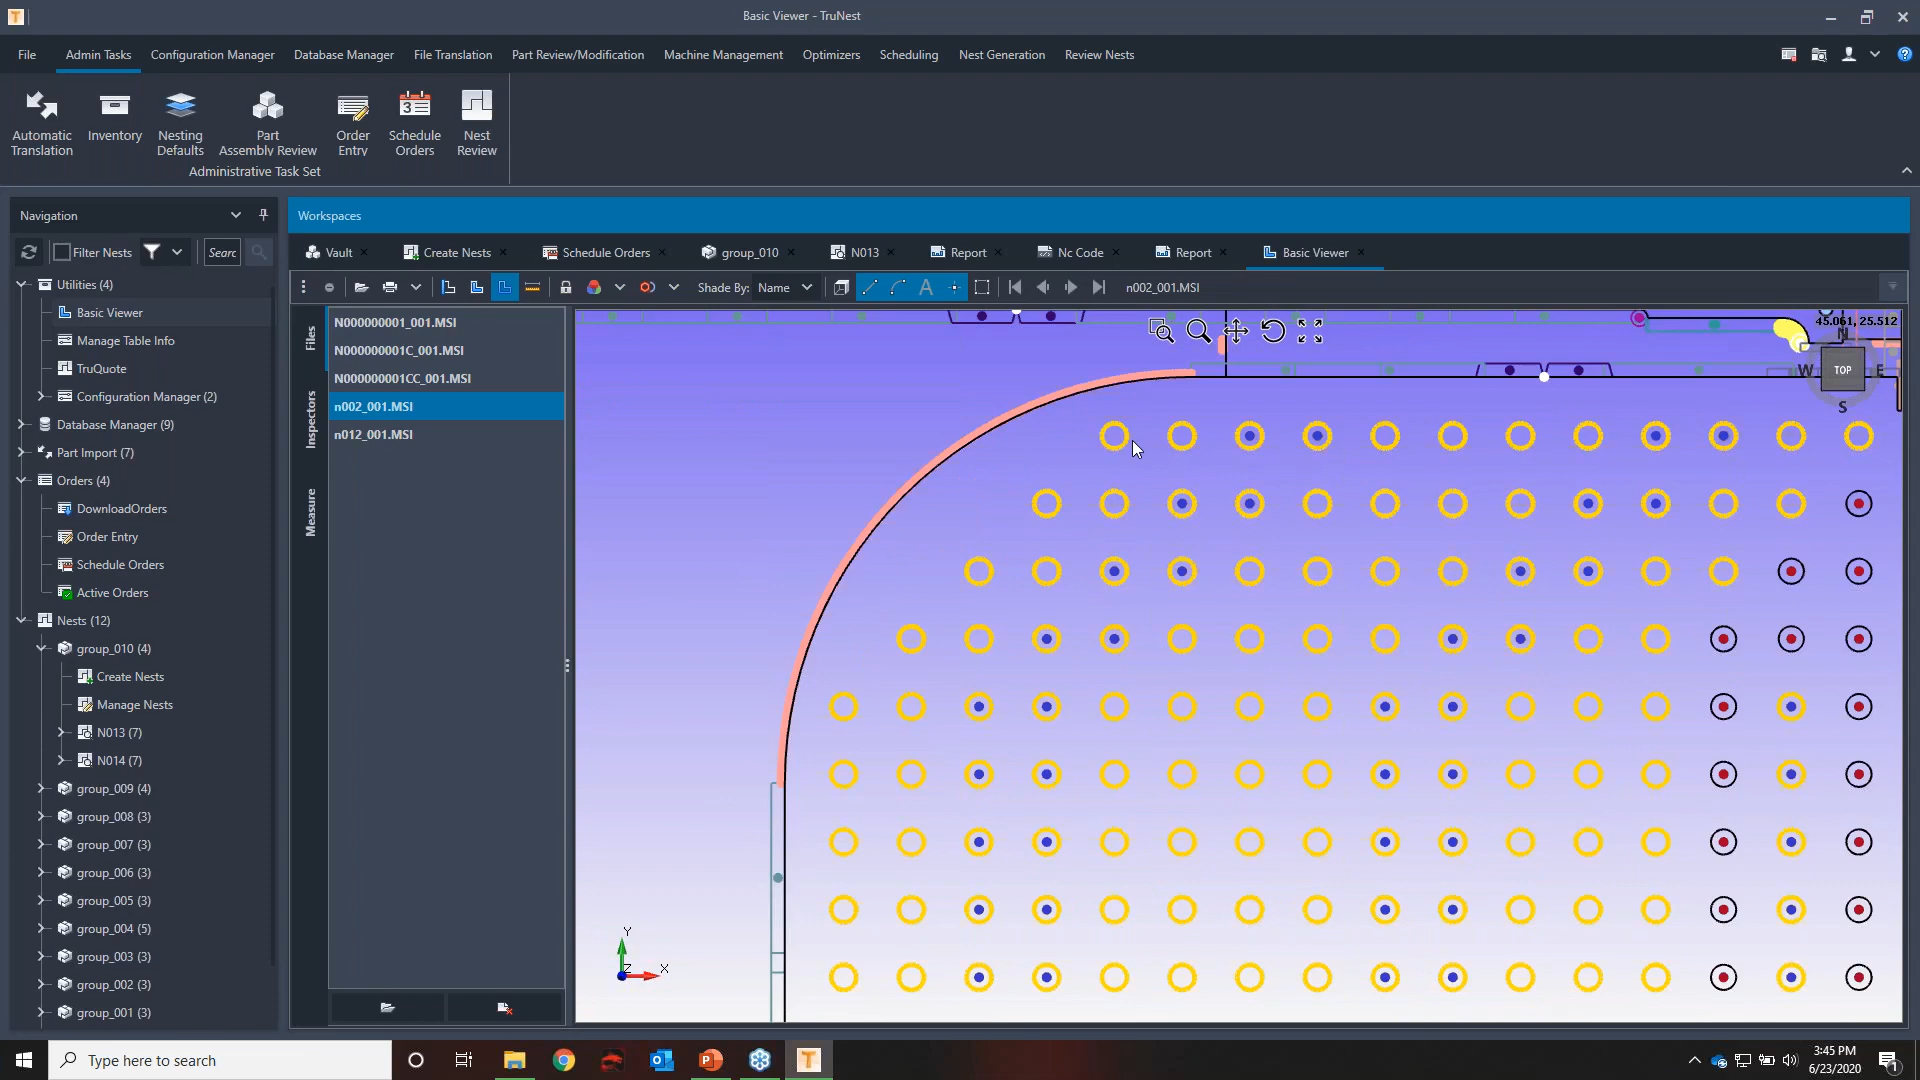 Basic Viewer - TruNest
File Admin Tasks Configuration Manager Database Manager File Translation Part Review/Modification Machine Management Optimizers Scheduling Nest Generation Review Nests
Automatic Translation
Inventory
Nesting Defaults
Part Assembly Review
Order Entry
3
Schedule Orders
Nest Review
Administrative Task Set
Navigation
Workspaces
Filter Nests
Searc
Vault
Create Nests
Schedule Orders
group_010
N013
Report
Nc Code
Report
Basic Viewer
Shade By: Name
A
n002_001.MSI
Utilities (4)
Basic Viewer
Manage Table Info
TruQuote
Configuration Manager (2)
Database Manager (9)
Part Import (7)
Orders (4)
DownloadOrders
Order Entry
Schedule Orders
Active Orders
Nests (12)
group_010 (4)
Create Nests
Manage Nests
N013 (7)
N014 (7)
group_009 (4)
group_008 (3)
group_007 (3)
group_006 (3)
group_005 (3)
group_004 (5)
group_003 (3)
group_002 (3)
group_001 (3)
Files
Inspectors
Measure
N000000001_001.MSI
N000000001C_001.MSI
N000000001CC_001.MSI
n002_001.MSI
n012_001.MSI
45.061, 25.512
N
W
TOP
E
S
Y
Z
X
Type here to search
3:45 PM
6/23/2020
1